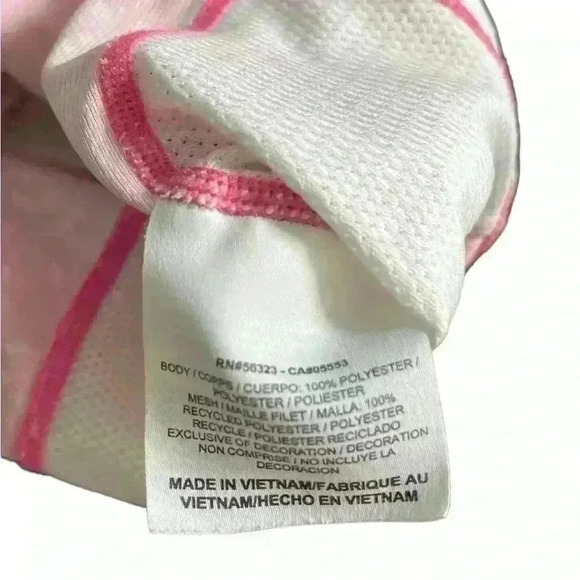 RN#56323 - CA#05553
BODY / CORPS / CUERPO: 100% POLYESTER /
POLYESTER / POLIESTER
MESH / MAILLE FILET / MALLA: 100%
RECYCLED POLYESTER / POLYESTER
RECYCLE / POLIESTER RECICLADO
EXCLUSIVE OF DECORATION / DECORATION
NON COMPRISE / NO INCLUYE LA
DECORACION
MADE IN VIETNAM/FABRIQUE AU
VIETNAM/HECHO EN VIETNAM